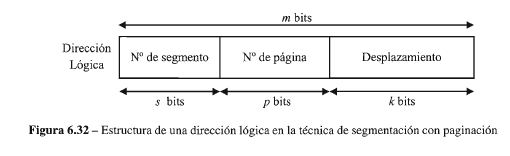 m bits
Dirección Lógica
Nº de segmento
Nº de página
Desplazamiento
s bits
p bits
k bits
Figura 6.32 – Estructura de una dirección lógica en la técnica de segmentación con paginación